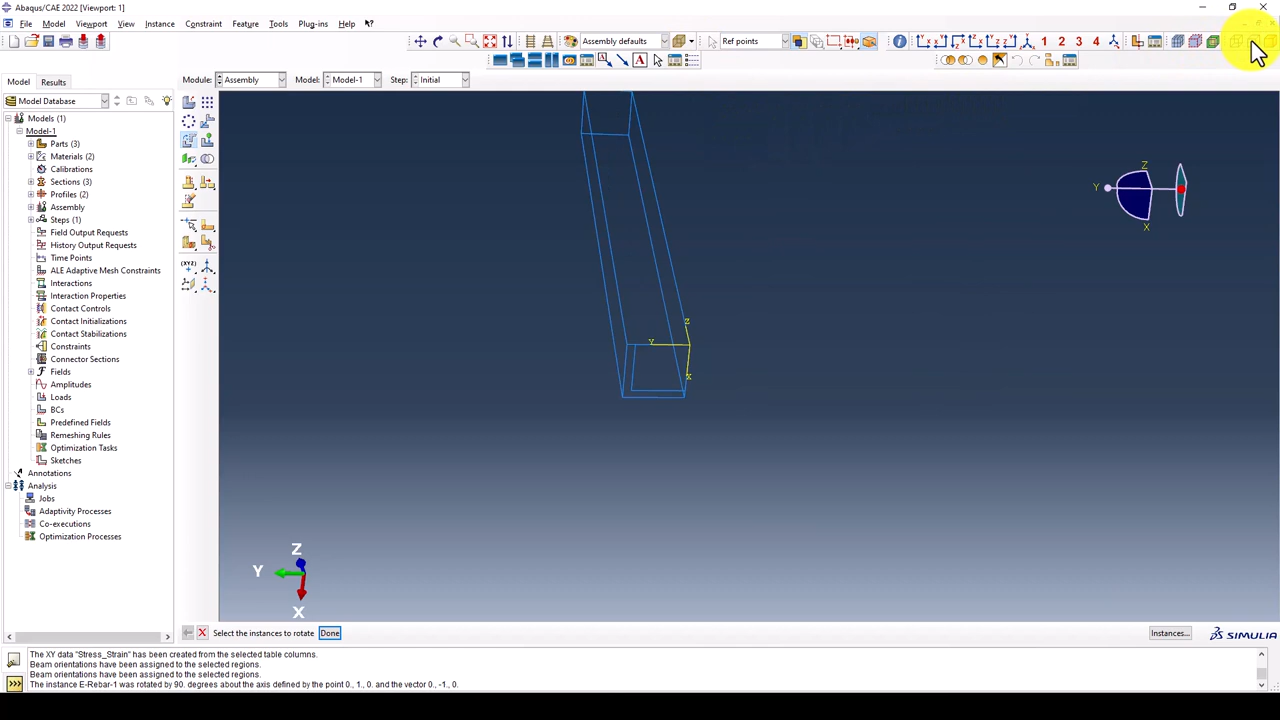 Abaqus/CAE 2022 [Viewport: 1]
File Model Viewport View Instance Constraint Feature Tools Plug-ins Help
Assembly defaults Ref points 1 2 3 4
Model Results Module: Assembly Model: Model-1 Step: Initial
Model Database
Models (1)
Model-1
Parts (3)
Materials (2)
Calibrations
Sections (3)
Profiles (2)
Assembly
Steps (1)
Field Output Requests
History Output Requests
Time Points
ALE Adaptive Mesh Constraints
Interactions
Interaction Properties
Contact Controls
Contact Initializations
Contact Stabilizations
Constraints
Connector Sections
Fields
Amplitudes
Loads
BCs
Predefined Fields
Remeshing Rules
Optimization Tasks
Sketches
Annotations
Analysis
Jobs
Adaptivity Processes
Co-executions
Optimization Processes
(XYZ)
Z
Y
X
Z
Y
X
Z
Y
X
Select the instances to rotate Done Instances... SIMULIA
The XY data "Stress_Strain" has been created from the selected table columns.
Beam orientations have been assigned to the selected regions.
Beam orientations have been assigned to the selected regions.
The instance E-Rebar-1 was rotated by 90. degrees about the axis defined by the point 0., 1., 0. and the vector 0., -1., 0.